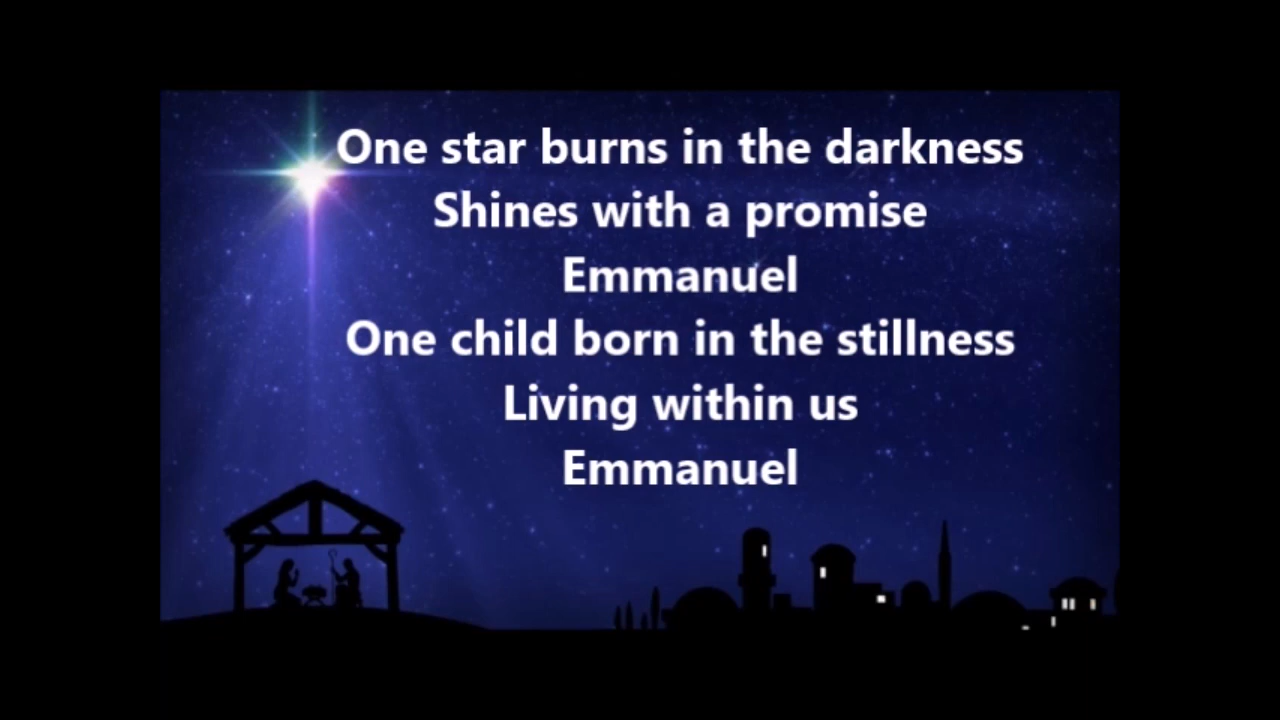 One star burns in the darkness
Shines with a promise
Emmanuel
One child born in the stillness
Living within us
Emmanuel